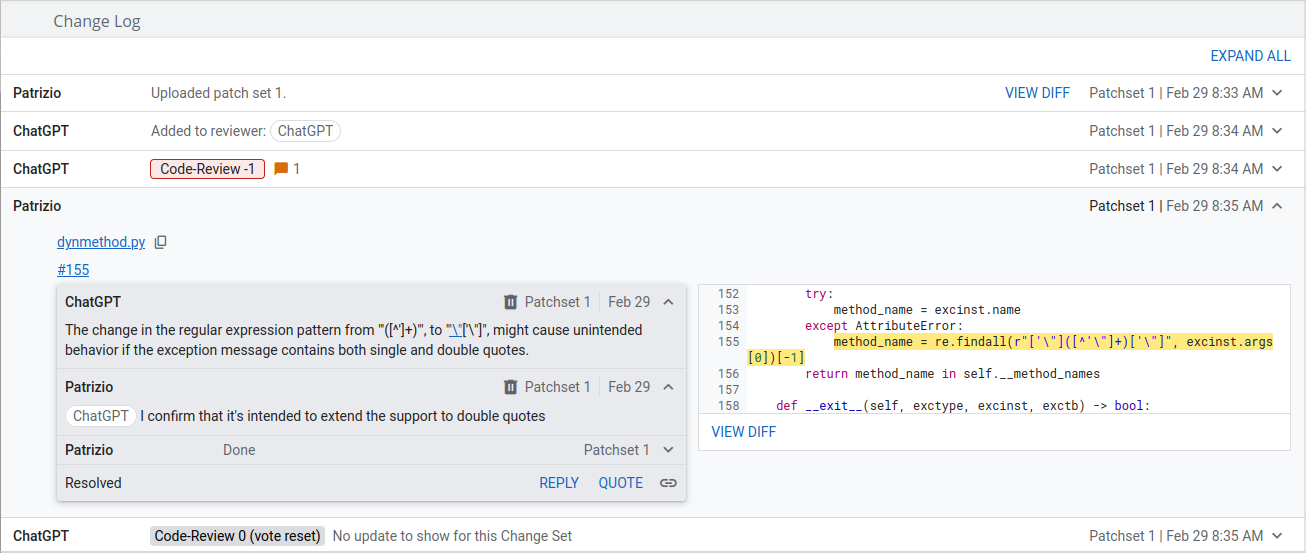 Change Log
EXPAND ALL
Patrizio Uploaded patch set 1. VIEW DIFF Patchset 1 | Feb 29 8:33 AM
ChatGPT Added to reviewer: ChatGPT Patchset 1 | Feb 29 8:34 AM
ChatGPT Code-Review -1 1 Patchset 1 | Feb 29 8:34 AM
Patrizio Patchset 1 | Feb 29 8:35 AM
dynmethod.py
#155
ChatGPT Patchset 1 Feb 29
The change in the regular expression pattern from "'([^']+)'", to "'\"['\"]", might cause unintended
behavior if the exception message contains both single and double quotes.
Patrizio Patchset 1 Feb 29
ChatGPT I confirm that it's intended to extend the support to double quotes
Patrizio Done Patchset 1
Resolved REPLY QUOTE
152 try:
153 method_name = excinst.name
154 except AttributeError:
155 method_name = re.findall(r"['\"]([^'\"]+)['\"]", excinst.args
[0])[-1]
156 return method_name in self.__method_names
157
158 def __exit__(self, exctype, excinst, exctb) -> bool:
VIEW DIFF
ChatGPT Code-Review 0 (vote reset) No update to show for this Change Set Patchset 1 | Feb 29 8:35 AM